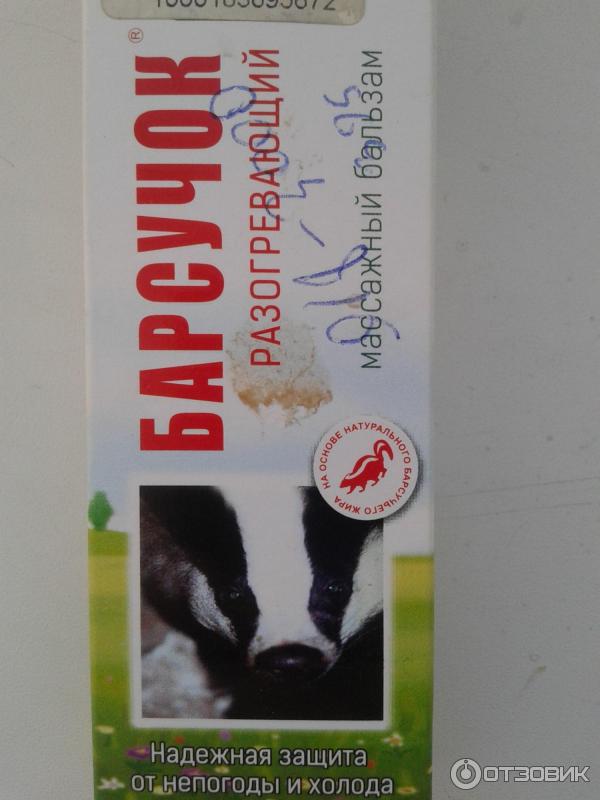 БАРСУЧОК®
РАЗОГРЕВАЮЩИЙ
массажный бальзам
НА ОСНОВЕ НАТУРАЛЬНОГО БАРСУЧЬЕГО ЖИРА
Надежная защита
от непогоды и холода
ОТЗОВИК